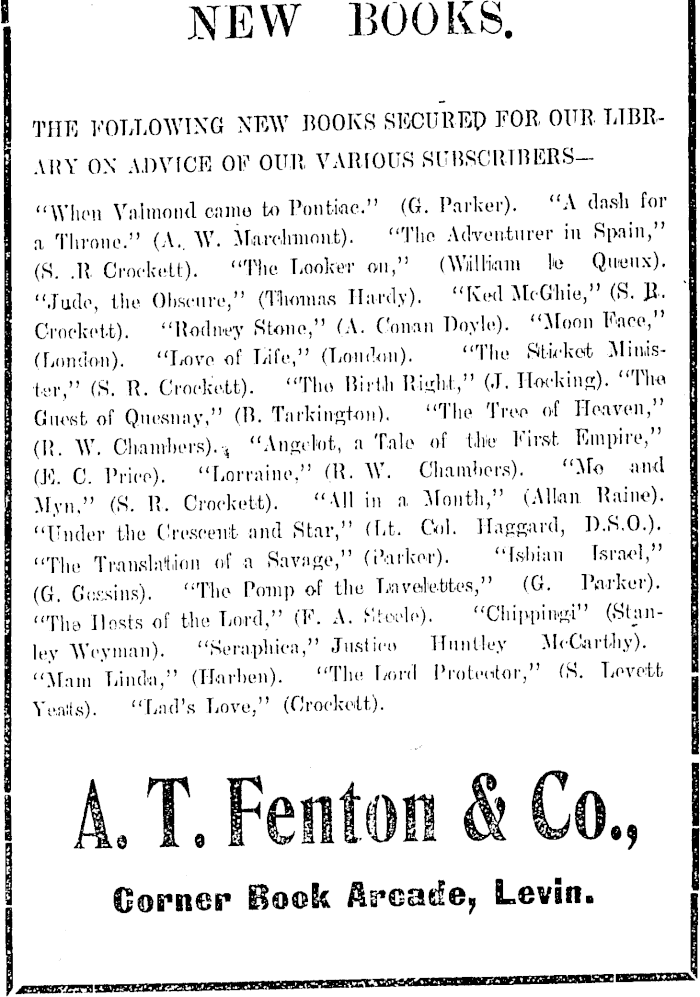 NEW BOOKS.
THE FOLLOWING NEW BOOKS SECURED FOR OUR LIBR-
ARY ON ADVICE OF OUR VARIOUS SUBSCRIBERS—
"When Valmond came to Pontiac." (G. Parker). "A dash for
a Throne." (A. W. Marchmont). "The Adventurer in Spain,"
(S. R Crockett). "The Looker on," (William le Queux).
"Jude, the Obscure," (Thomas Hardy). "Ked McGhie," (S. R.
Crockett). "Rodney Stone," (A. Conan Doyle). "Moon Face,"
(London). "Love of Life," (London). "The Sticket Minis-
ter," (S. R. Crockett). "The Birth Right," (J. Hocking). "The
Guest of Quesnay," (B. Tarkington). "The Tree of Heaven,"
(R. W. Chambers). "Angelot, a Tale of the First Empire,"
(E. C. Price). "Lorraine," (R. W. Chambers). "Me and
Myn," (S. R. Crockett). "All in a Month," (Allan Raine).
"Under the Crescent and Star," (Lt. Col. Haggard, D.S.O.).
"The Translation of a Savage," (Parker). "Ishian Israel,"
(G. Gossins). "The Pomp of the Lavelettes," (G. Parker).
"The Hosts of the Lord," (F. A. Steele). "Chippingi" (Stan-
ley Weyman). "Seraphica," Justice Huntley McCarthy).
"Mam Linda," (Harben). "The Lord Protector," (S. Levett
Yeats). "Lad's Love," (Crockett).
A. T. Fenton & Co.,
Corner Book Arcade, Levin.